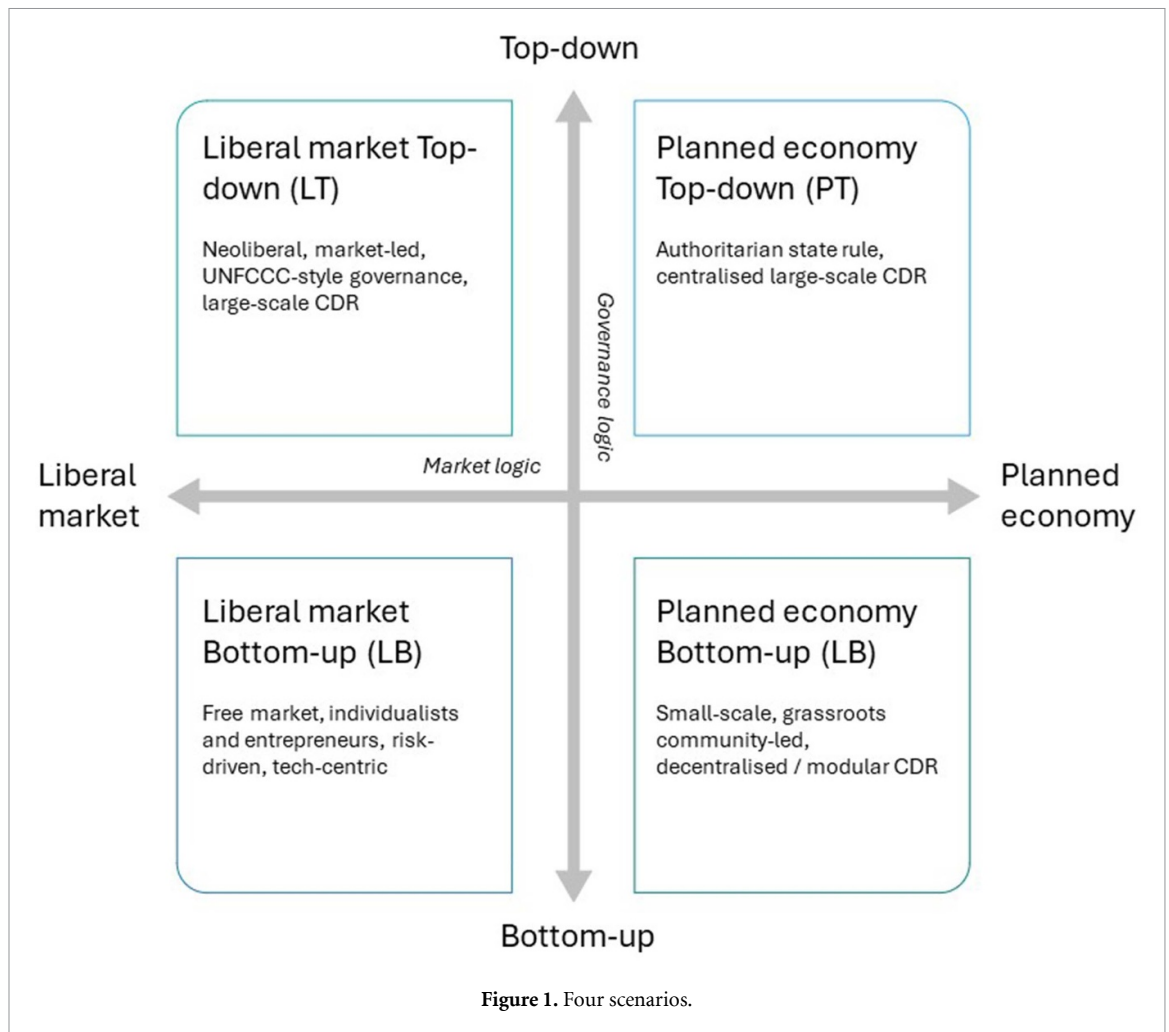 Top-down
Liberal market Top-
down (LT)
Neoliberal, market-led,
UNFCCC-style governance,
large-scale CDR
Planned economy
Top-down (PT)
Authoritarian state rule,
centralised large-scale CDR
Governance logic
Market logic
Liberal
market
Planned
economy
Liberal market
Bottom-up (LB)
Free market, individualists
and entrepreneurs, risk-
driven, tech-centric
Planned economy
Bottom-up (LB)
Small-scale, grassroots
community-led,
decentralised / modular CDR
Bottom-up
Figure 1. Four scenarios.